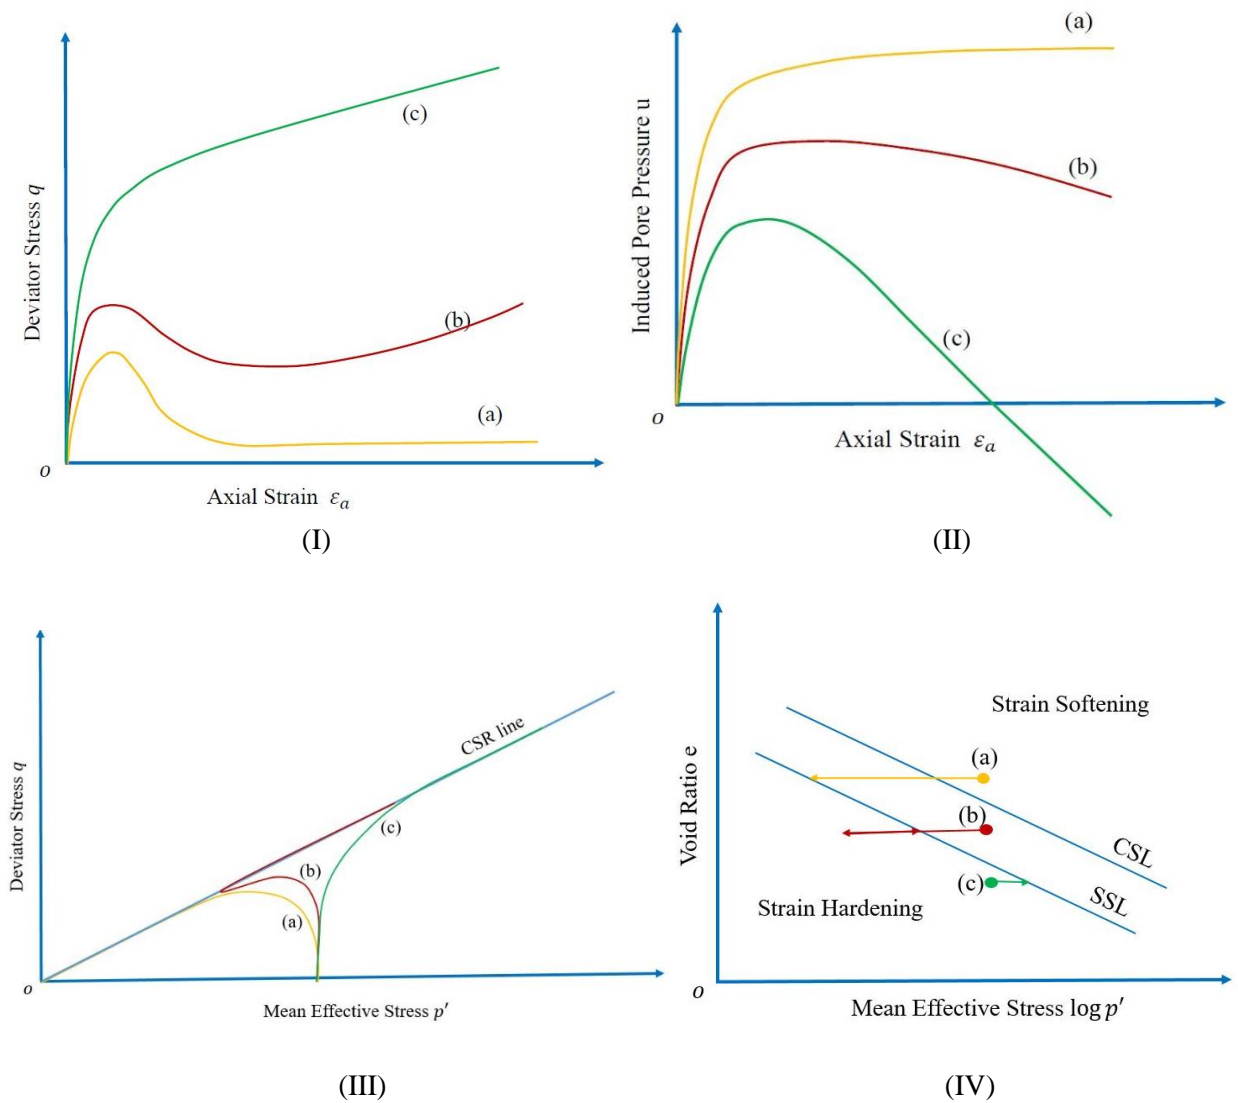 (a)
Deviator Stress q
(c)
(b)
(a)
o
Axial Strain εₐ
(I)
Induced Pore Pressure u
(b)
(c)
o
Axial Strain εₐ
(II)
Deviator Stress q
CSR line
(c)
(b)
(a)
o
Mean Effective Stress p′
(III)
Void Ratio e
Strain Softening
(a)
(b)
CSL
(c)
SSL
Strain Hardening
o
Mean Effective Stress log p′
(IV)